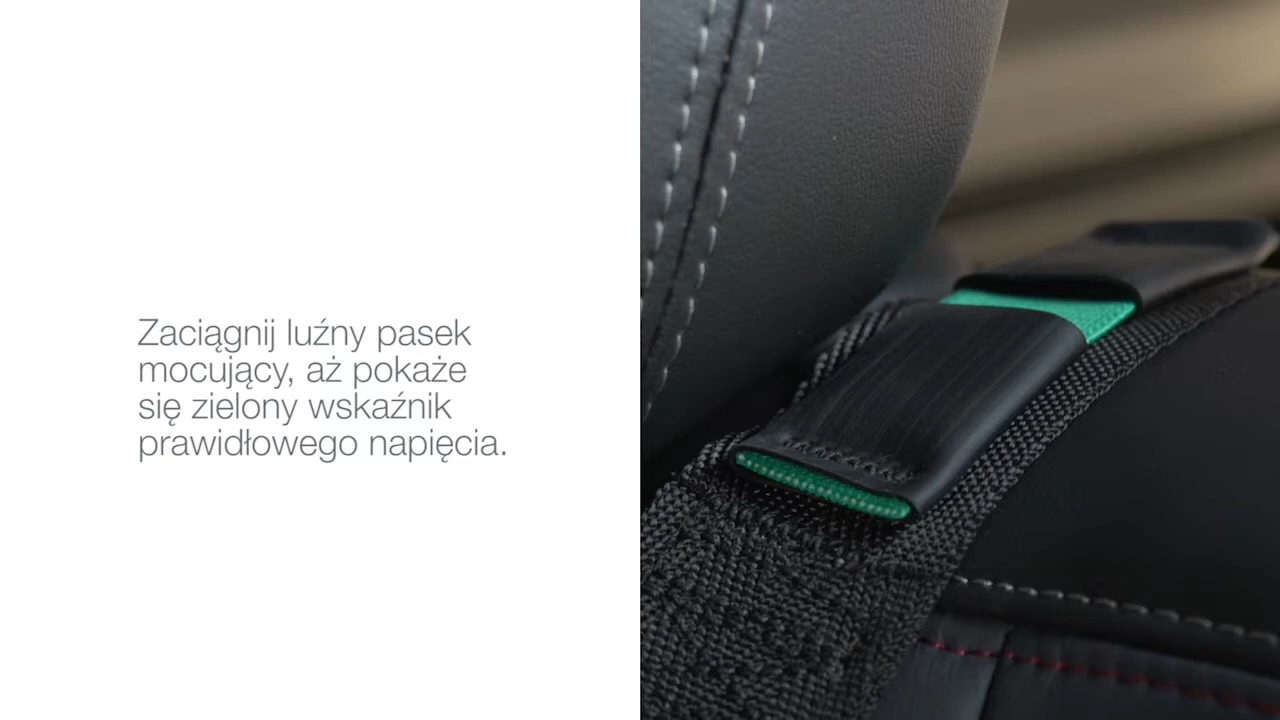 Zaciągnij luźny pasek
mocujący, aż pokaże
się zielony wskaźnik
prawidłowego napięcia.